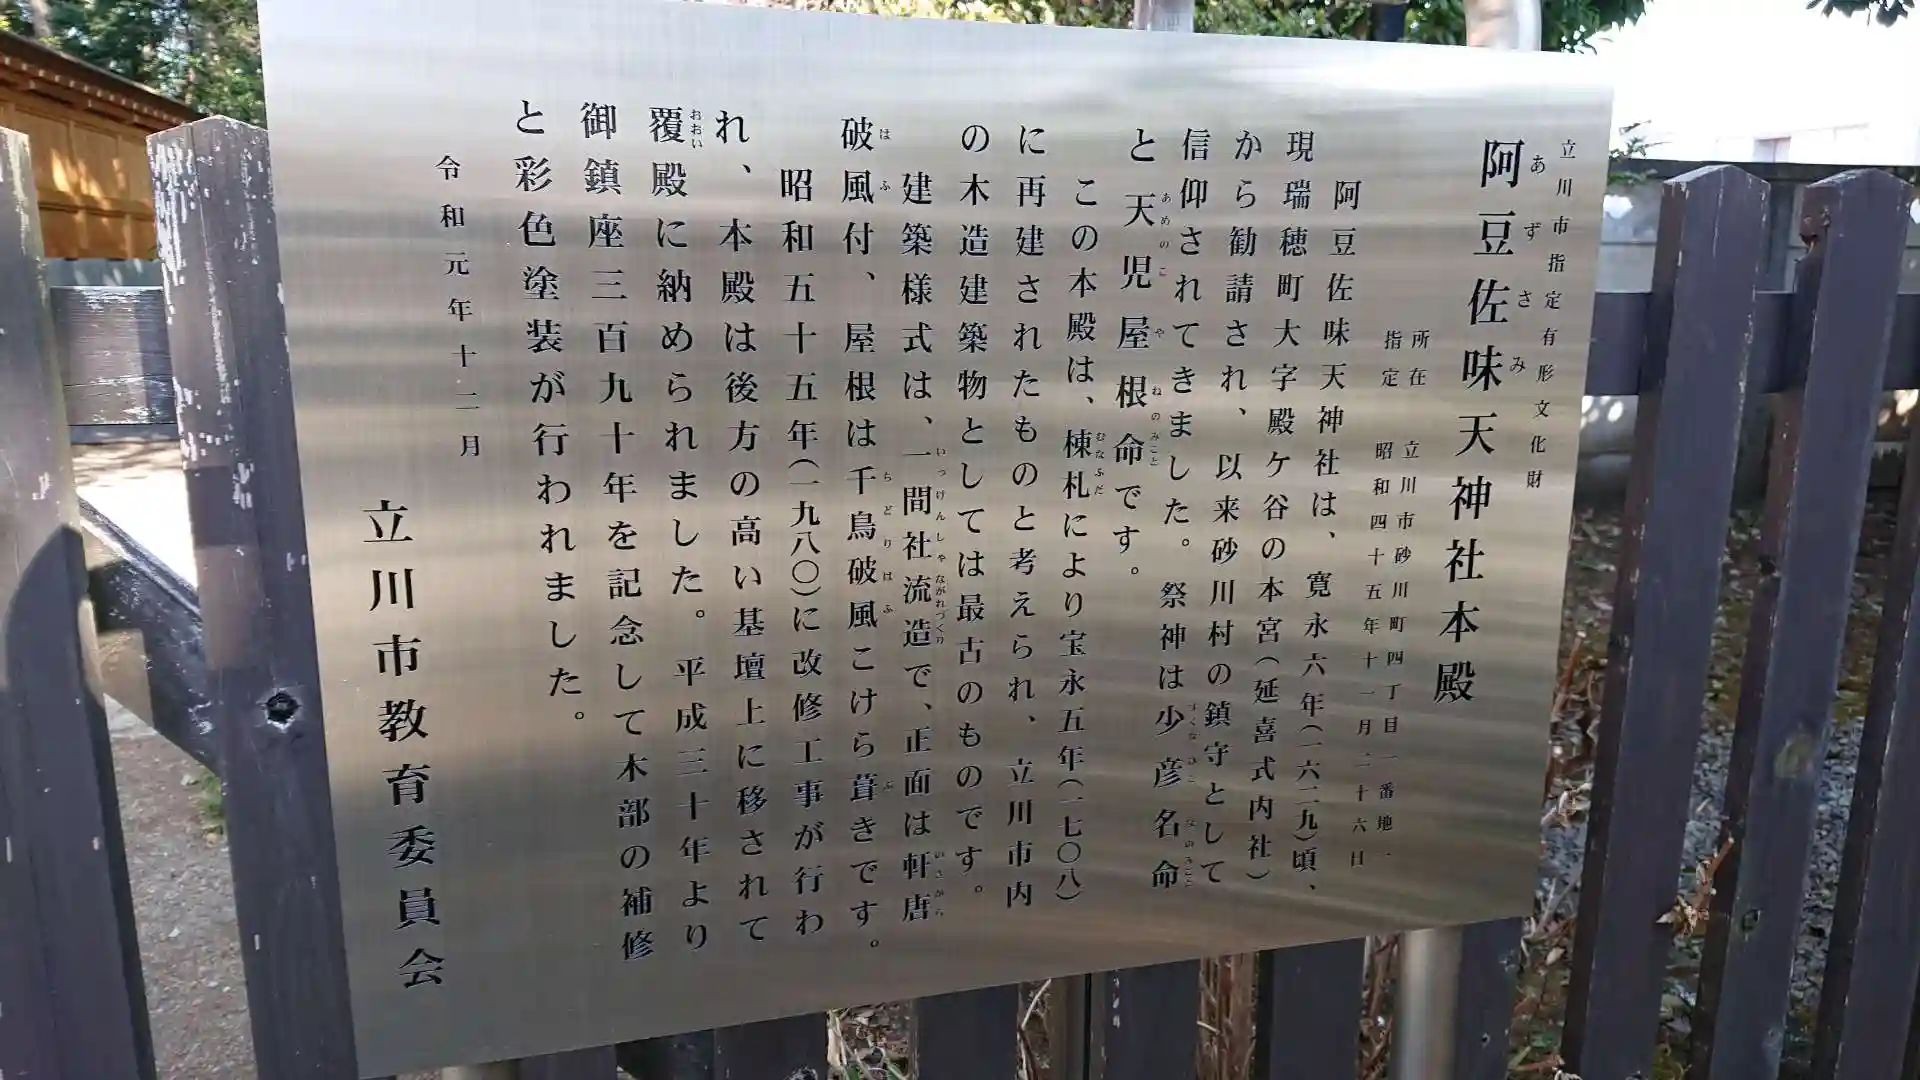 立川市指定有形文化財
阿豆佐味天神社本殿
所在　立川市砂川町四丁目一番地一
指定　昭和四十五年十一月二十六日
阿豆佐味天神社は、寛永六年（一六二九）頃、
現瑞穂町大字殿ケ谷の本宮（延喜式内社）
から勧請され、以来砂川村の鎮守として
信仰されてきました。祭神は少彦名命
と天児屋根命です。
この本殿は、棟札により宝永五年（一七〇八）
に再建されたものと考えられ、立川市内
の木造建築物としては最古のものです。
建築様式は、一間社流造で、正面は軒唐
破風付、屋根は千鳥破風こけら葺きです。
昭和五十五年（一九八〇）に改修工事が行わ
れ、本殿は後方の高い基壇上に移されて
覆殿に納められました。平成三十年より
御鎮座三百九十年を記念して木部の補修
と彩色塗装が行われました。
令和元年十二月
立川市教育委員会